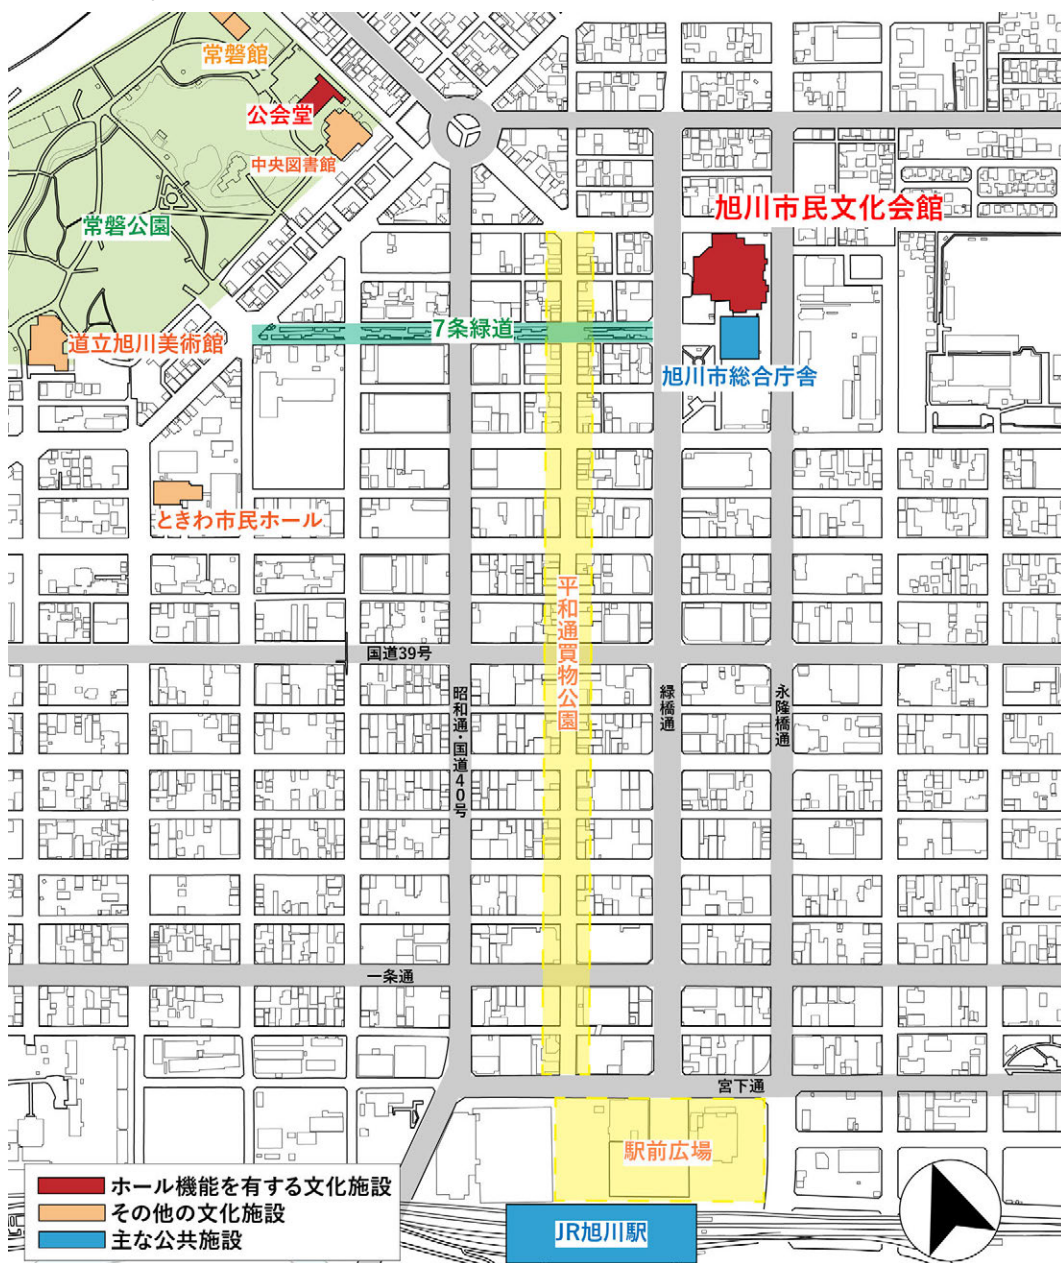 常磐館
公会堂
中央図書館
常磐公園
旭川市民文化会館
7条緑道
道立旭川美術館
旭川市総合庁舎
ときわ市民ホール
平和通買物公園
国道39号
昭和通・国道40号
緑橋通
永隆橋通
一条通
宮下通
駅前広場
JR旭川駅
ホール機能を有する文化施設
その他の文化施設
主な公共施設